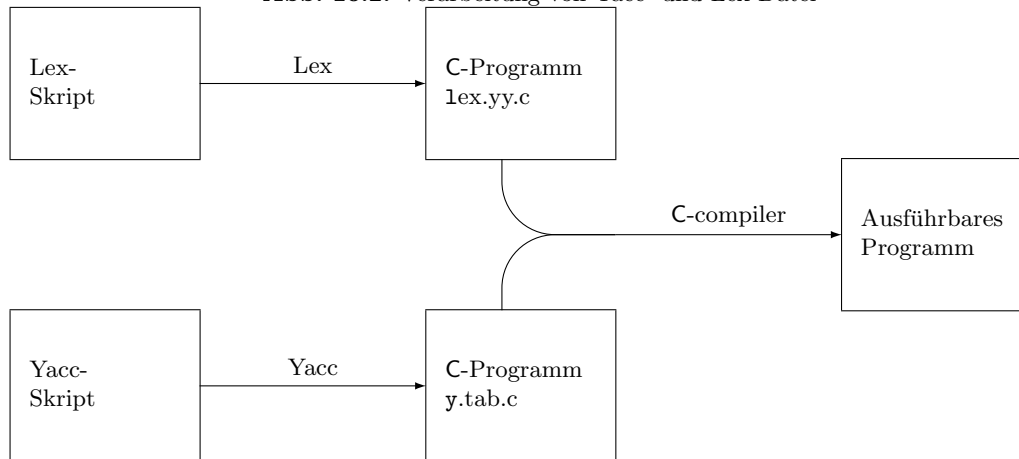 Lex-
Skript
Lex
C-Programm
lex.yy.c
C-compiler
Ausführbares
Programm
Yacc-
Skript
Yacc
C-Programm
y.tab.c